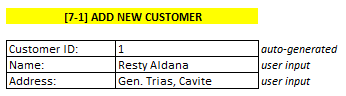 [7-1] ADD NEW CUSTOMER
Customer ID: 1 auto-generated
Name: Resty Aldana user input
Address: Gen. Trias, Cavite user input